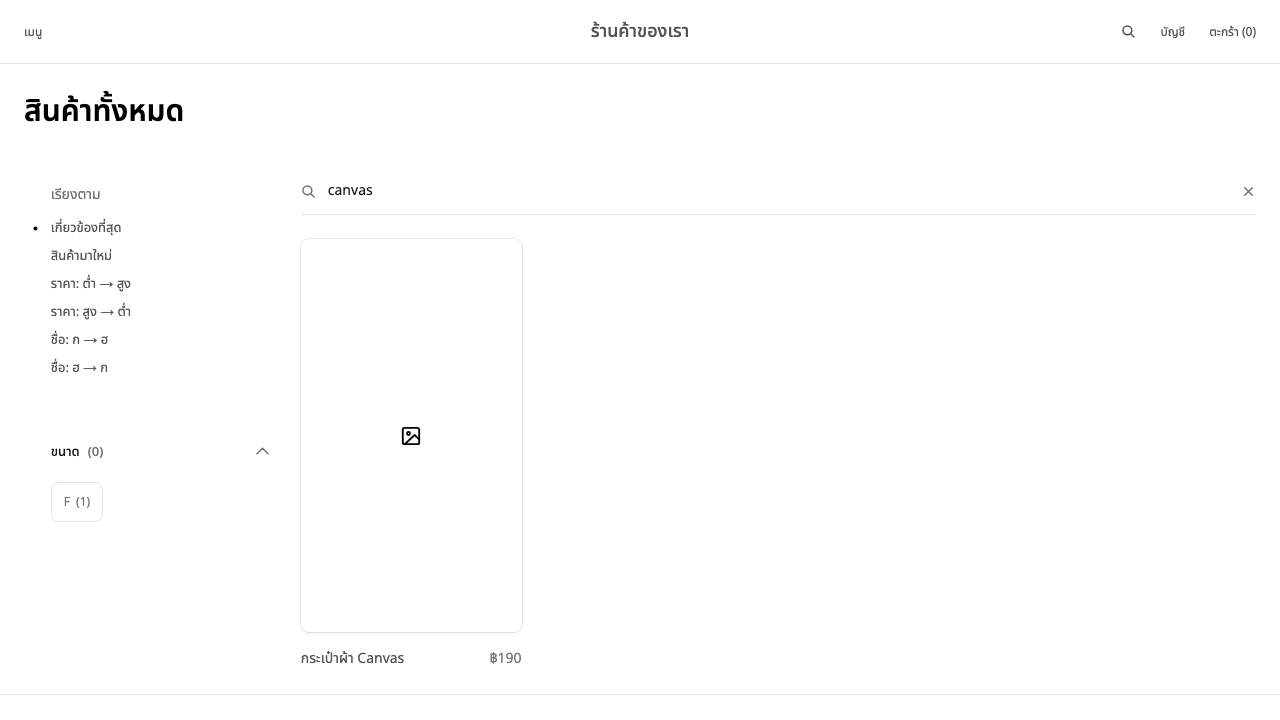 เมนู
ร้านค้าของเรา
บัญชี
ตะกร้า (0)
สินค้าทั้งหมด
เรียงตาม
เกี่ยวข้องที่สุด
สินค้ามาใหม่
ราคา: ต่ำ → สูง
ราคา: สูง → ต่ำ
ชื่อ: ก → ฮ
ชื่อ: ฮ → ก
ขนาด (0)
F (1)
canvas
กระเป๋าผ้า Canvas
฿190